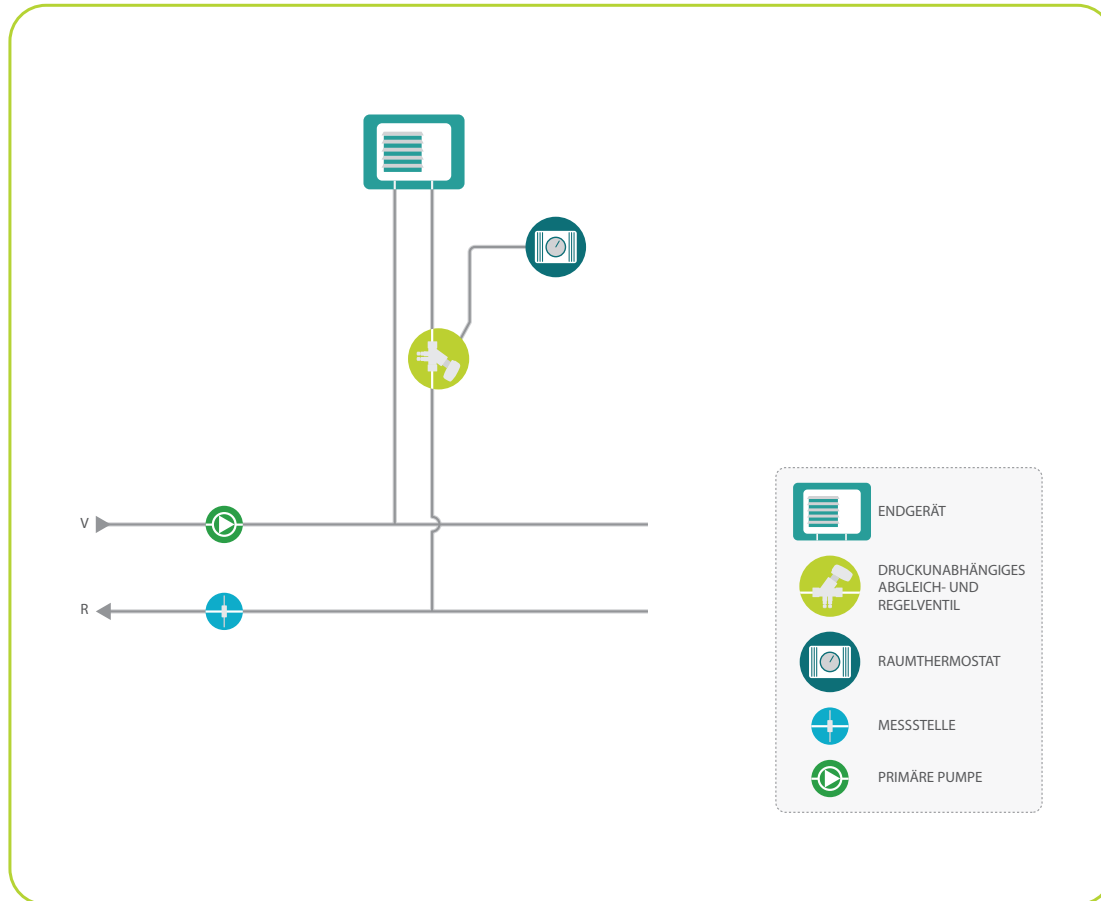 V
R
ENDGERÄT
DRUCKUNABHÄNGIGES
ABGLEICH- UND
REGELVENTIL
RAUMTHERMOSTAT
MESSSTELLE
PRIMÄRE PUMPE